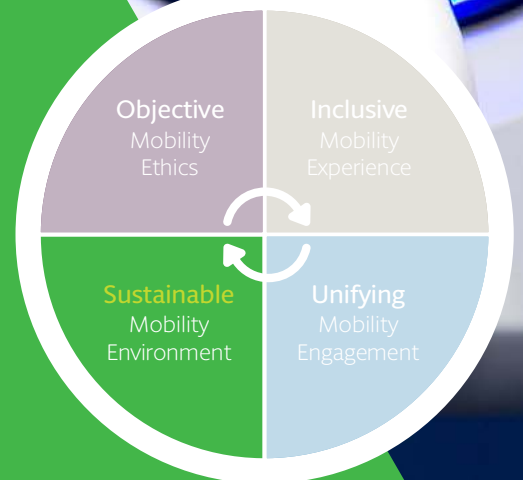 Objective
Mobility
Ethics
Inclusive
Mobility
Experience
Sustainable
Mobility
Environment
Unifying
Mobility
Engagement